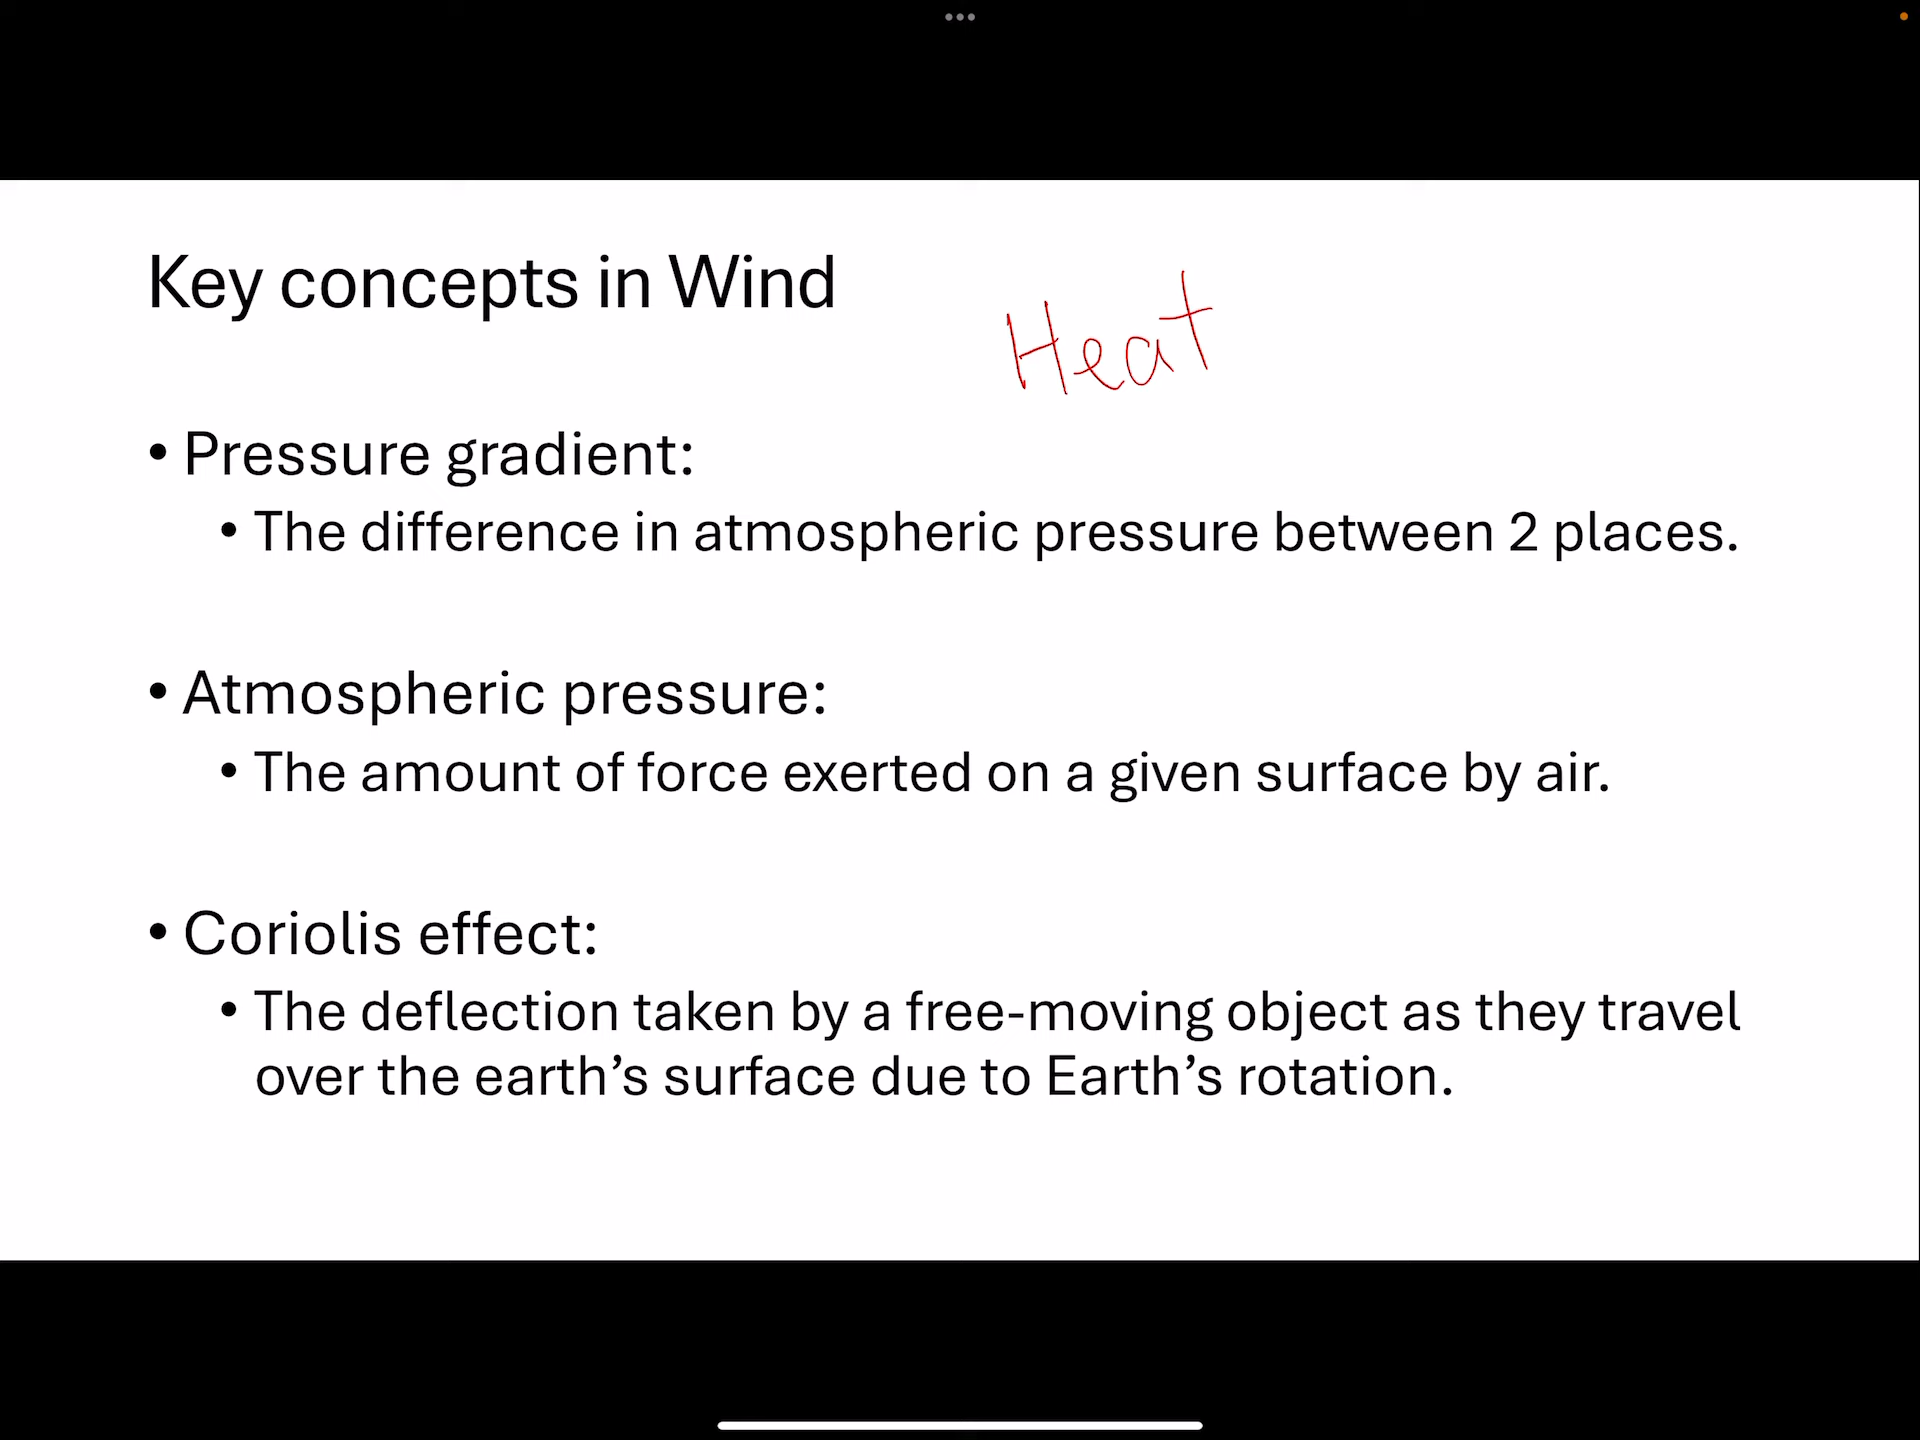 Key concepts in Wind
Heat
• Pressure gradient:
• The difference in atmospheric pressure between 2 places.
• Atmospheric pressure:
• The amount of force exerted on a given surface by air.
• Coriolis effect:
• The deflection taken by a free-moving object as they travel
over the earth’s surface due to Earth’s rotation.